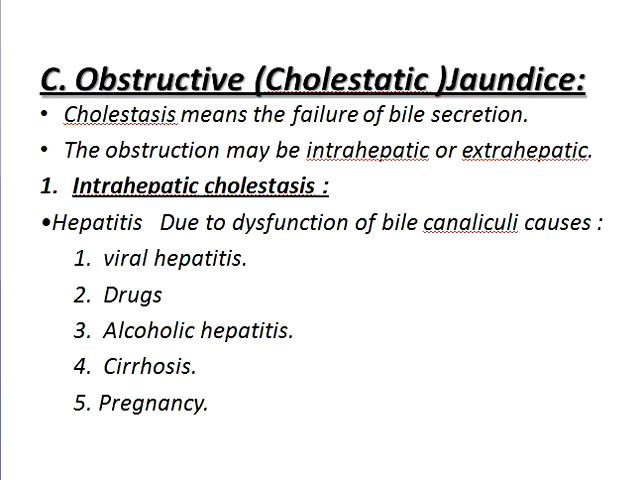 C. Obstructive (Cholestatic )Jaundice:
• Cholestasis means the failure of bile secretion.
• The obstruction may be intrahepatic or extrahepatic.
1. Intrahepatic cholestasis :
•Hepatitis Due to dysfunction of bile canaliculi causes :
1. viral hepatitis.
2. Drugs
3. Alcoholic hepatitis.
4. Cirrhosis.
5. Pregnancy.